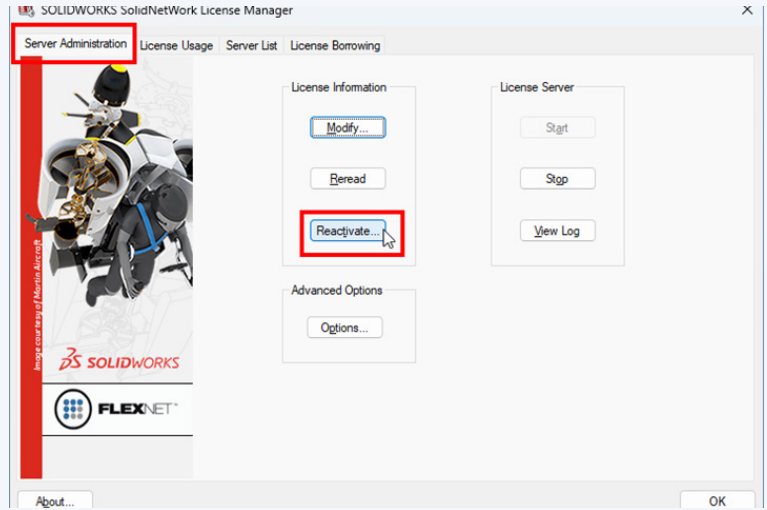 SOLIDWORKS SolidNetWork License Manager
Server Administration License Usage Server List License Borrowing
License Information
Modify...
Reread
Reactivate...
License Server
Start
Stop
View Log
Advanced Options
Options...
Image courtesy of Martin Aircraft
SOLIDWORKS
FLEXNET
About...
OK